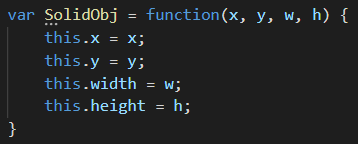 var SolidObj = function(x, y, w, h) {
    this.x = x;
    this.y = y;
    this.width = w;
    this.height = h;
}